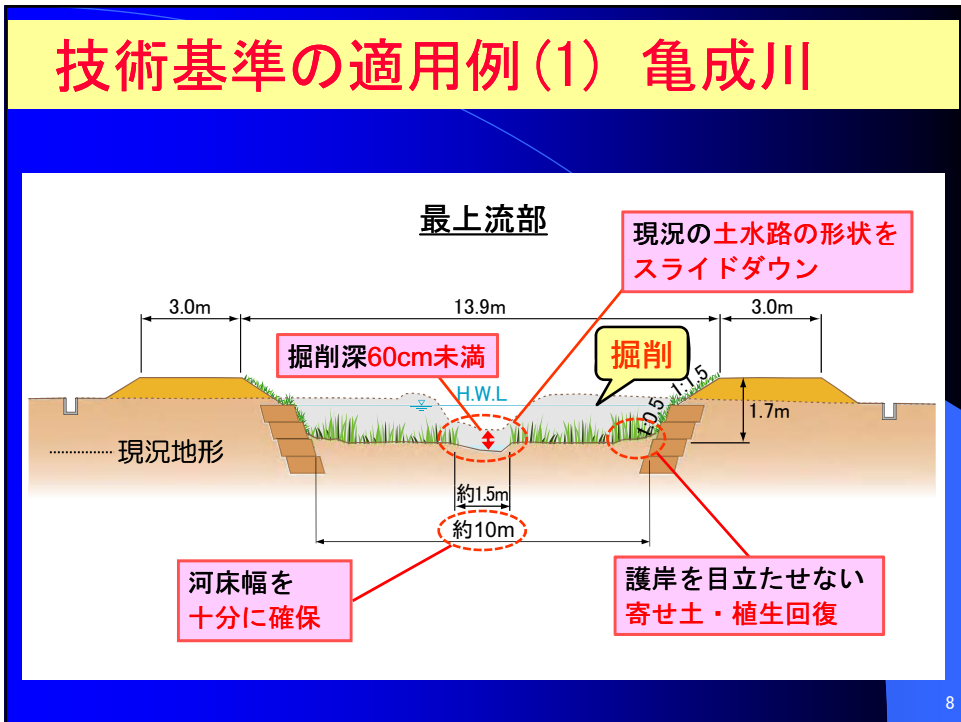 技術基準の適用例(1) 亀成川
最上流部
現況の土水路の形状を
スライドダウン
3.0m
13.9m
3.0m
掘削深60cm未満
掘削
H.W.L
1:1.5
1:0.5
1.7m
現況地形
約1.5m
約10m
河床幅を
十分に確保
護岸を目立たせない
寄せ土・植生回復
8